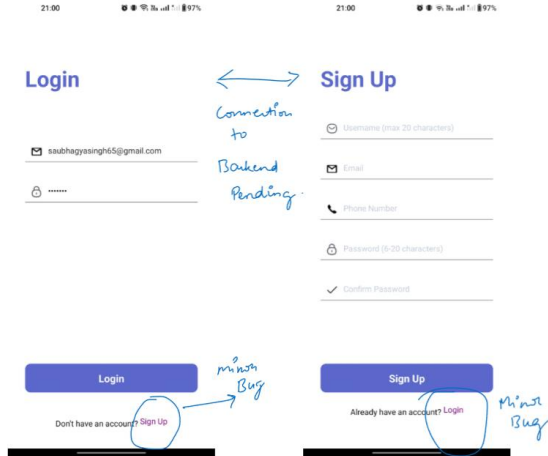 21:00
97%
Login
saubhagyasingh65@gmail.com
•••••••
Login
Don't have an account? Sign Up
Connection
to
Backend
Pending.
minor
Bug
21:00
97%
Sign Up
Username (max 20 characters)
Email
Phone Number
Password (6-20 characters)
Confirm Password
Sign Up
Already have an account? Login
Minor
Bug